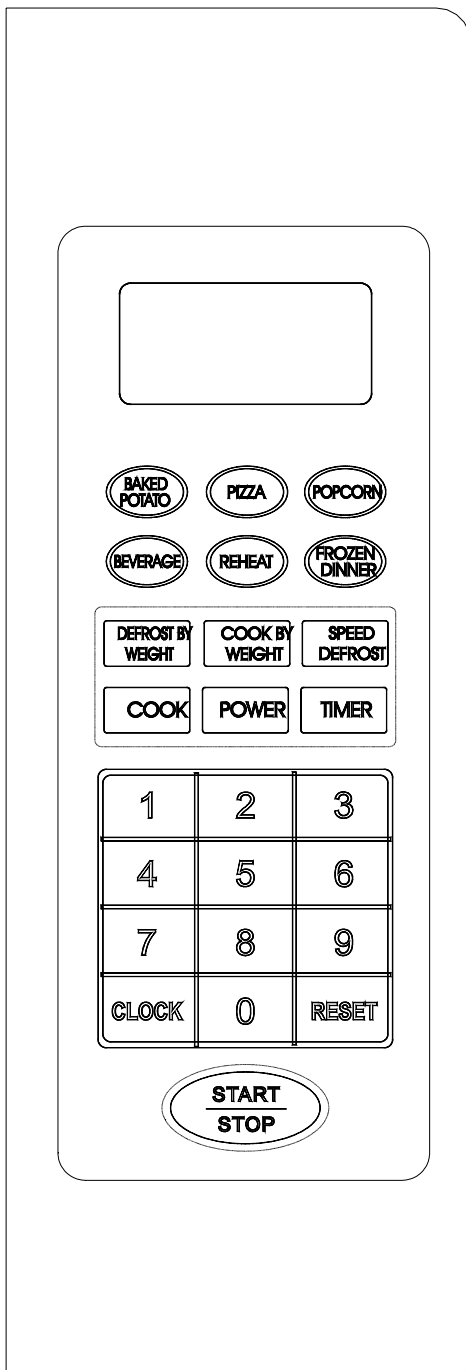 BAKED
POTATO
PIZZA
POPCORN
BEVERAGE
REHEAT
FROZEN
DINNER
DEFROST BY
WEIGHT
COOK BY
WEIGHT
SPEED
DEFROST
COOK
POWER
TIMER
1 2 3
4 5 6
7 8 9
CLOCK 0 RESET
START
STOP